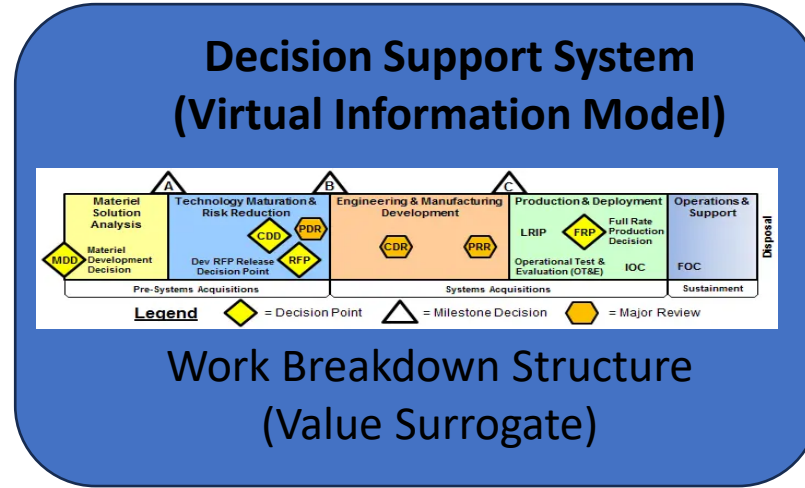 Decision Support System
(Virtual Information Model)
A
B
C
Materiel
Solution
Analysis
MDD
Materiel
Development
Decision
Technology Maturation &
Risk Reduction
CDD
PDR
Dev RFP Release
Decision Point
RFP
Engineering & Manufacturing
Development
CDR
PRR
Production & Deployment
LRIP
FRP
Full Rate
Production
Decision
Operational Test &
Evaluation (OT&E)
IOC
Operations &
Support
FOC
Disposal
Pre-Systems Acquisitions
Systems Acquisitions
Sustainment
Legend
= Decision Point
= Milestone Decision
= Major Review
Work Breakdown Structure
(Value Surrogate)